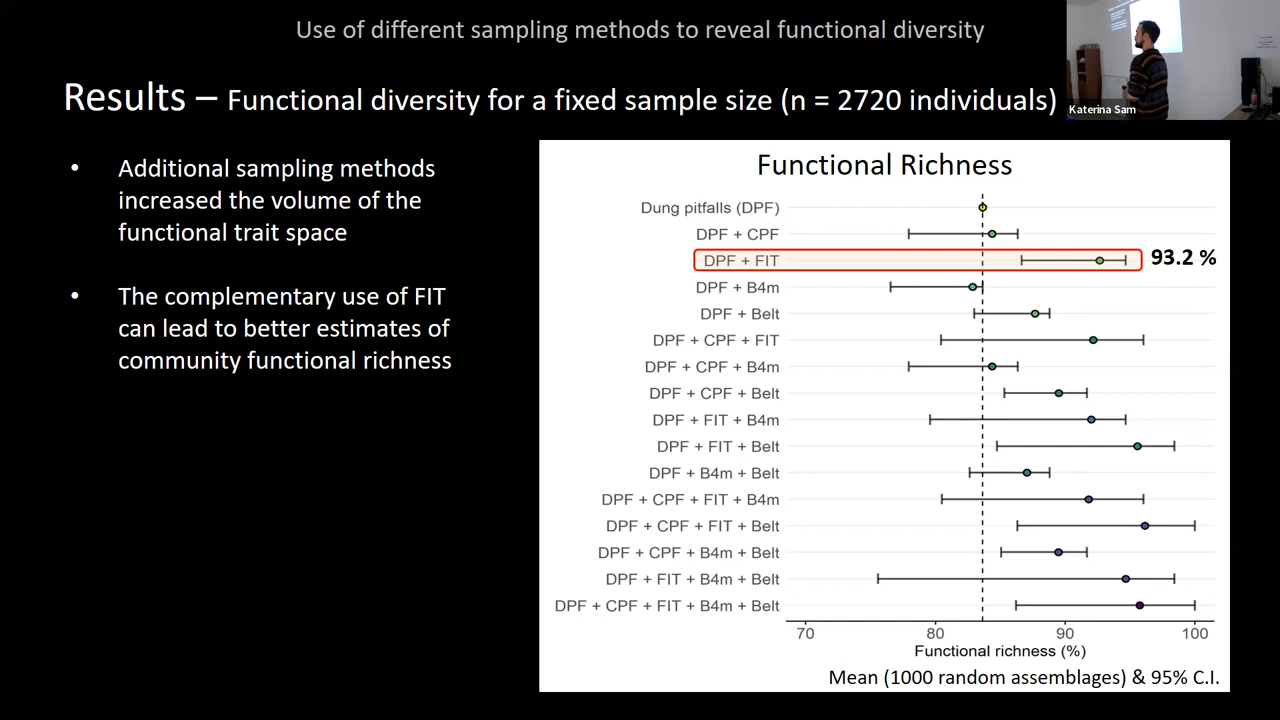 Use of different sampling methods to reveal functional diversity
Results – Functional diversity for a fixed sample size (n = 2720 individuals)
Katerina Sam
• Additional sampling methods
increased the volume of the
functional trait space
• The complementary use of FIT
can lead to better estimates of
community functional richness
Functional Richness
Dung pitfalls (DPF)
DPF + CPF
DPF + FIT
93.2 %
DPF + B4m
DPF + Belt
DPF + CPF + FIT
DPF + CPF + B4m
DPF + CPF + Belt
DPF + FIT + B4m
DPF + FIT + Belt
DPF + B4m + Belt
DPF + CPF + FIT + B4m
DPF + CPF + FIT + Belt
DPF + CPF + B4m + Belt
DPF + FIT + B4m + Belt
DPF + CPF + FIT + B4m + Belt
70 80 90 100
Functional richness (%)
Mean (1000 random assemblages) & 95% C.I.